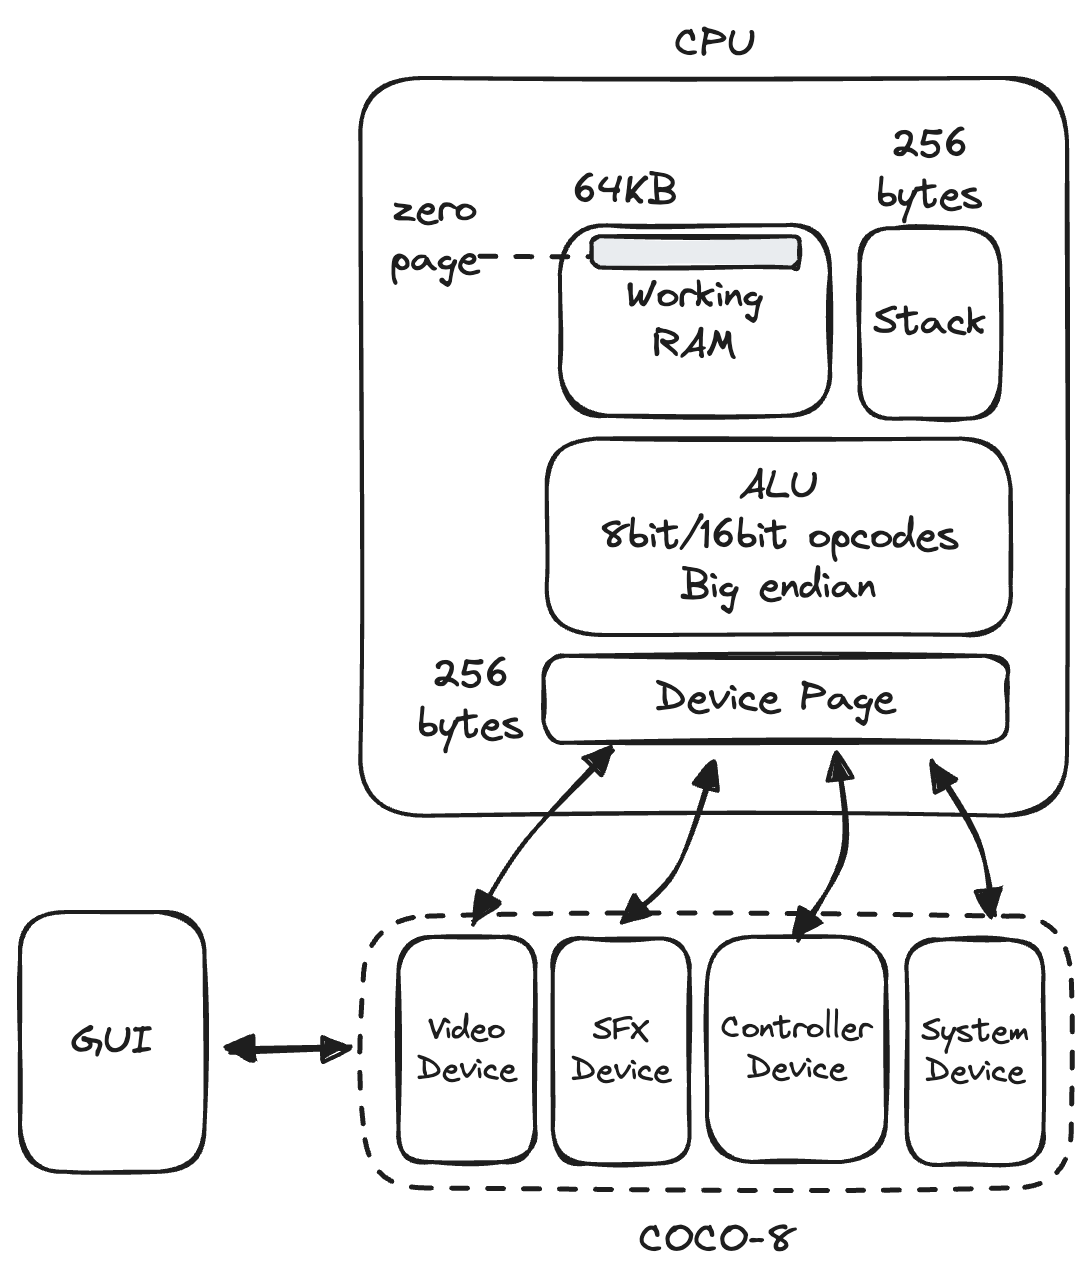 CPU
256
bytes
64KB
zero
page
Working
RAM
Stack
ALU
8bit/16bit opcodes
Big endian
256
bytes
Device Page
GUI
Video
Device
SFX
Device
Controller
Device
System
Device
COCO-8